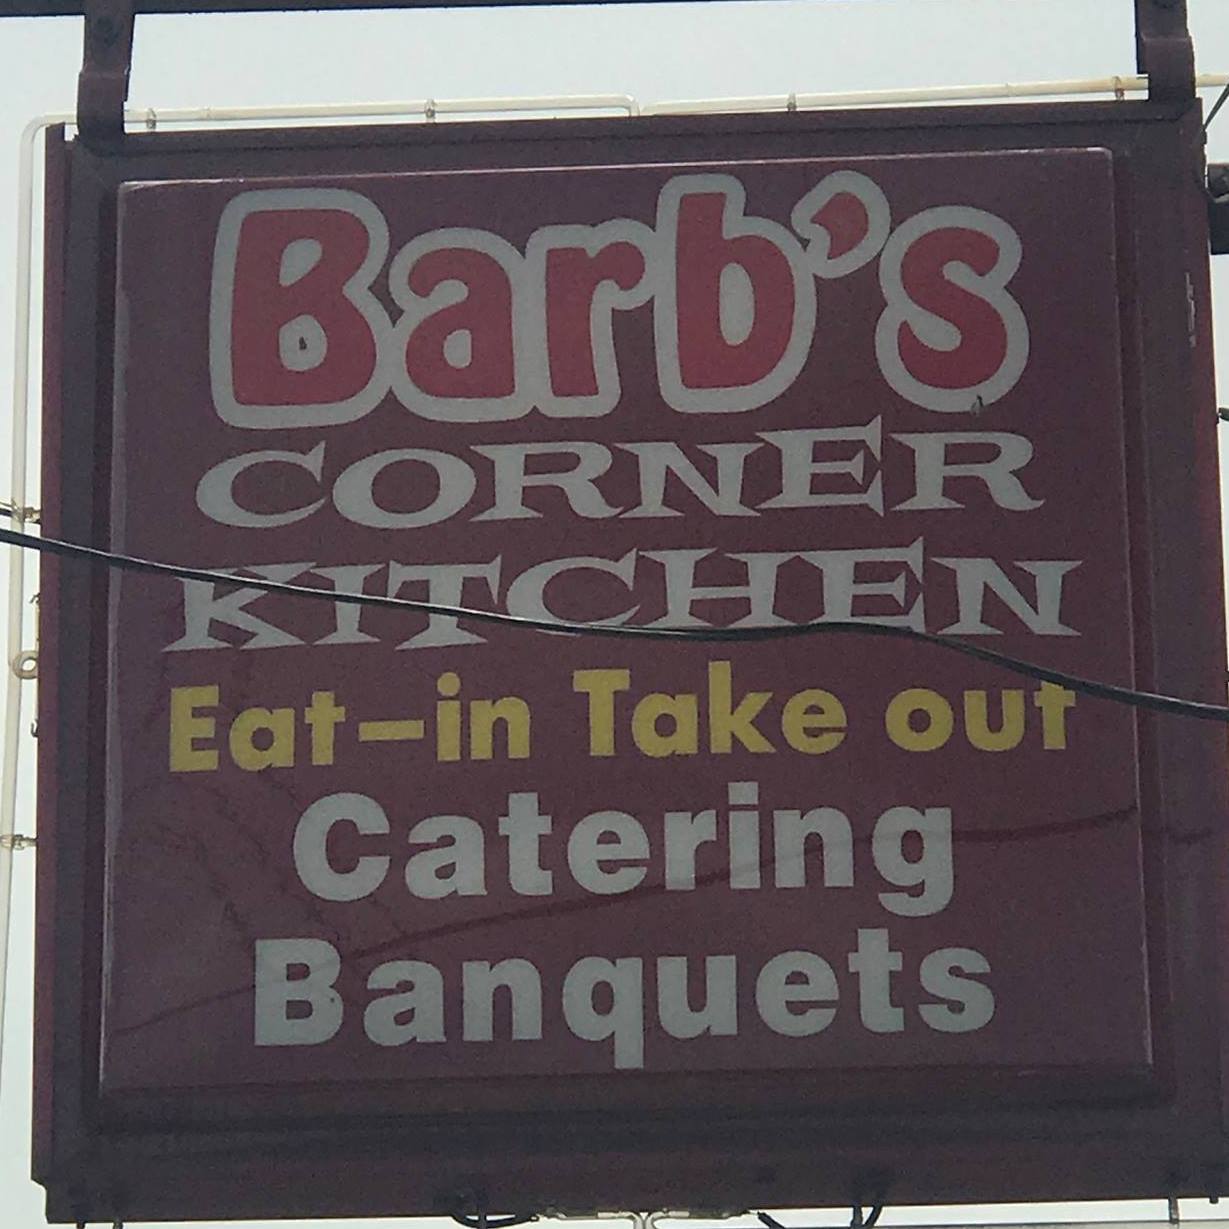 Barb's
CORNER
KITCHEN
Eat-in Take out
Catering
Banquets